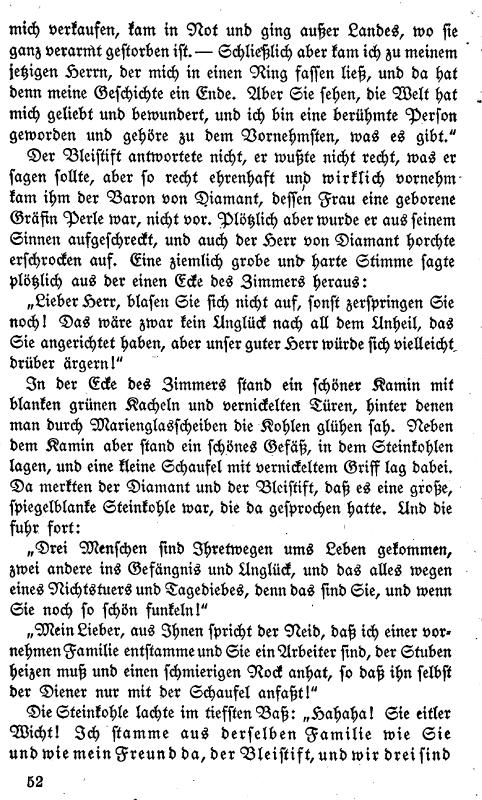 mich verkaufen, kam in Not und ging außer Landes, wo sie
ganz verarmt gestorben ist. — Schließlich aber kam ich zu meinem
jetzigen Herrn, der mich in einen Ring fassen ließ, und da hat
denn meine Geschichte ein Ende. Aber Sie sehen, die Welt hat
mich geliebt und bewundert, und ich bin eine berühmte Person
geworden und gehöre zu dem Vornehmsten, was es gibt.“
Der Bleistift antwortete nicht, er wußte nicht recht, was er
sagen sollte, aber so recht ehrenhaft und wirklich vornehm
kam ihm der Baron von Diamant, dessen Frau eine geborene
Gräfin Perle war, nicht vor. Plötzlich aber wurde er aus seinem
Sinnen aufgeschreckt, und auch der Herr von Diamant horchte
erschrocken auf. Eine ziemlich grobe und harte Stimme sagte
plötzlich aus der einen Ecke des Zimmers heraus:
„Lieber Herr, blasen Sie sich nicht auf, sonst zerspringen Sie
noch! Das wäre zwar kein Unglück nach all dem Unheil, das
Sie angerichtet haben, aber unser guter Herr würde sich vielleicht
drüber ärgern!“
In der Ecke des Zimmers stand ein schöner Kamin mit
blanken grünen Kacheln und vernickelten Türen, hinter denen
man durch Marienglasscheiben die Kohlen glühen sah. Neben
dem Kamin aber stand ein schönes Gefäß, in dem Steinkohlen
lagen, und eine kleine Schaufel mit vernickeltem Griff lag dabei.
Da merkten der Diamant und der Bleistift, daß es eine große,
spiegelblanke Steinkohle war, die da gesprochen hatte. Und die
fuhr fort:
„Drei Menschen sind Ihretwegen ums Leben gekommen,
zwei andere ins Gefängnis und Unglück, und das alles wegen
eines Nichtstuers und Tagediebes, denn das sind Sie, und wenn
Sie noch so schön funkeln!“
„Mein Lieber, aus Ihnen spricht der Neid, daß ich einer vor-
nehmen Familie entstamme und Sie ein Arbeiter sind, der Stuben
heizen muß und einen schmierigen Rock anhat, so daß ihn selbst
der Diener nur mit der Schaufel anfaßt!“
Die Steinkohle lachte im tiefsten Baß: „Hahaha! Sie eitler
Wicht! Ich stamme aus derselben Familie wie Sie
und wie mein Freund da, der Bleistift, und wir drei sind
52